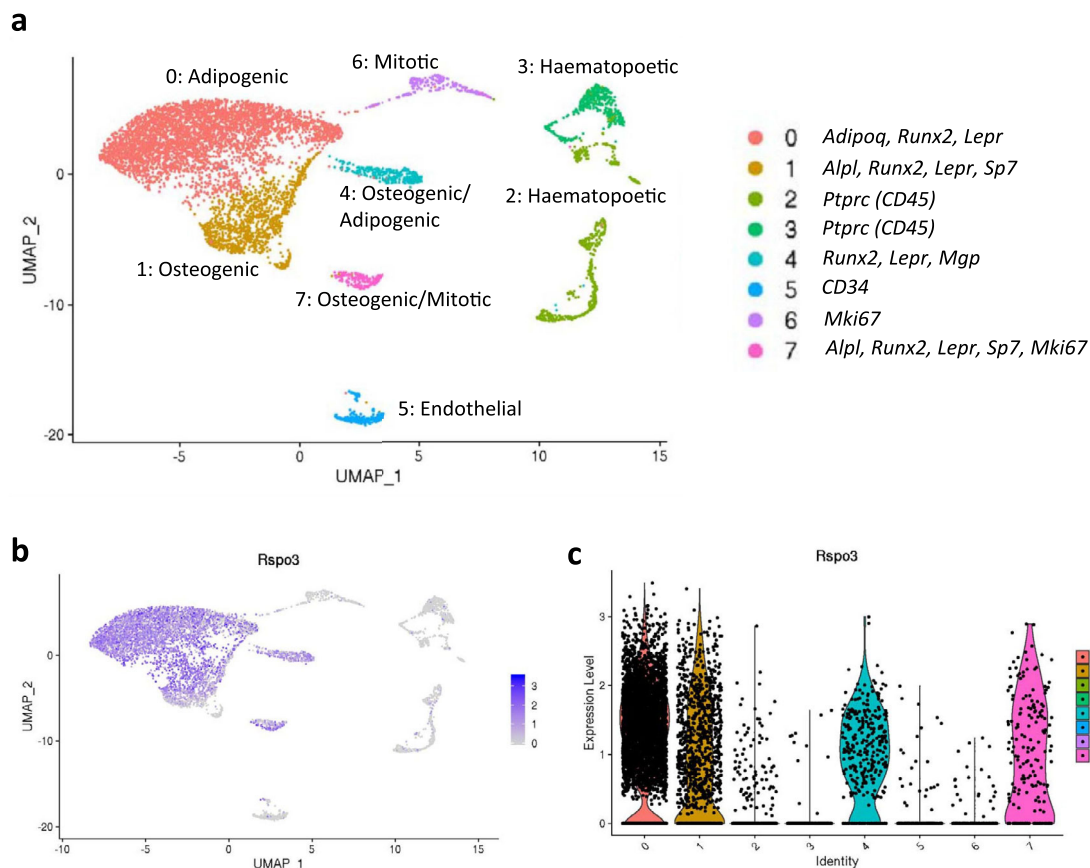 a
0: Adipogenic
6: Mitotic
3: Haematopoetic
4: Osteogenic/
Adipogenic
2: Haematopoetic
1: Osteogenic
7: Osteogenic/Mitotic
5: Endothelial
UMAP_2
0
-10
-20
-5
0
5
10
15
UMAP_1
0 Adipoq, Runx2, Lepr
1 Alpl, Runx2, Lepr, Sp7
2 Ptprc (CD45)
3 Ptprc (CD45)
4 Runx2, Lepr, Mgp
5 CD34
6 Mki67
7 Alpl, Runx2, Lepr, Sp7, Mki67
b
Rspo3
UMAP_2
0
-10
-20
-10
-5
0
5
10
15
UMAP_1
3
2
1
0
c
Rspo3
Expression Level
3
2
1
0
0
1
2
3
4
5
6
7
Identity